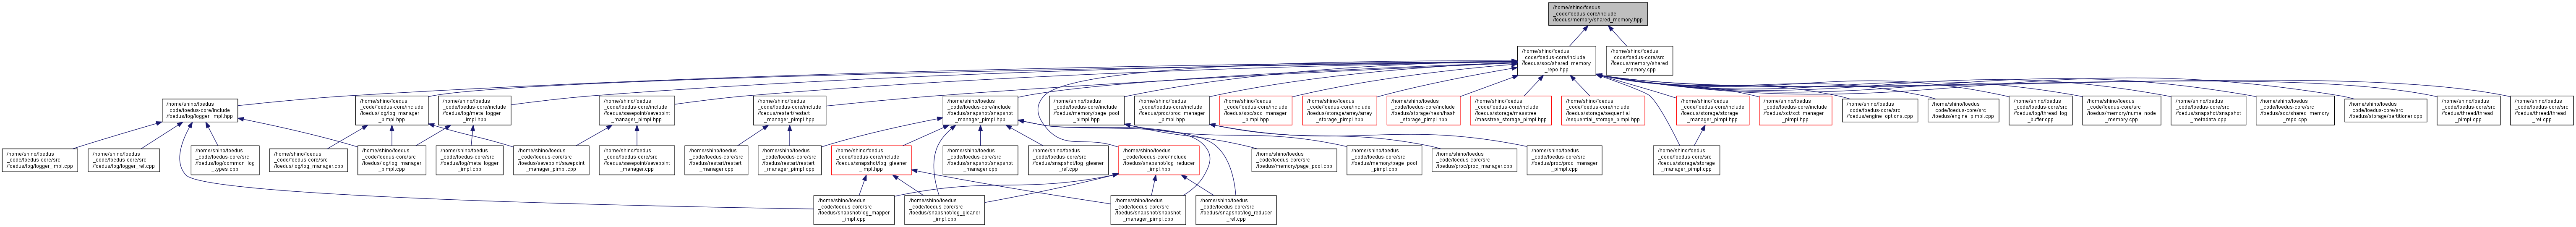 /home/shino/foedus
_code/foedus-core/include
/foedus/memory/shared_memory.hpp
/home/shino/foedus
_code/foedus-core/include
/foedus/soc/shared_memory
_repo.hpp
/home/shino/foedus
_code/foedus-core/src
/foedus/memory/shared
_memory.cpp
/home/shino/foedus
_code/foedus-core/include
/foedus/log/logger_impl.hpp
/home/shino/foedus
_code/foedus-core/include
/foedus/log/log_manager
_pimpl.hpp
/home/shino/foedus
_code/foedus-core/include
/foedus/log/meta_logger
_impl.hpp
/home/shino/foedus
_code/foedus-core/include
/foedus/savepoint/savepoint
_manager_pimpl.hpp
/home/shino/foedus
_code/foedus-core/include
/foedus/restart/restart
_manager_pimpl.hpp
/home/shino/foedus
_code/foedus-core/include
/foedus/snapshot/snapshot
_manager_pimpl.hpp
/home/shino/foedus
_code/foedus-core/include
/foedus/memory/page_pool
_pimpl.hpp
/home/shino/foedus
_code/foedus-core/include
/foedus/proc/proc_manager
_pimpl.hpp
/home/shino/foedus
_code/foedus-core/include
/foedus/soc/soc_manager
_pimpl.hpp
/home/shino/foedus
_code/foedus-core/include
/foedus/storage/array/array
_storage_pimpl.hpp
/home/shino/foedus
_code/foedus-core/include
/foedus/storage/hash/hash
_storage_pimpl.hpp
/home/shino/foedus
_code/foedus-core/include
/foedus/storage/masstree
/masstree_storage_pimpl.hpp
/home/shino/foedus
_code/foedus-core/include
/foedus/storage/sequential
/sequential_storage_pimpl.hpp
/home/shino/foedus
_code/foedus-core/include
/foedus/storage/storage
_manager_pimpl.hpp
/home/shino/foedus
_code/foedus-core/include
/foedus/xct/xct_manager
_pimpl.hpp
/home/shino/foedus
_code/foedus-core/src
/foedus/engine_options.cpp
/home/shino/foedus
_code/foedus-core/src
/foedus/engine_pimpl.cpp
/home/shino/foedus
_code/foedus-core/src
/foedus/log/thread_log
_buffer.cpp
/home/shino/foedus
_code/foedus-core/src
/foedus/memory/numa_node
_memory.cpp
/home/shino/foedus
_code/foedus-core/src
/foedus/snapshot/snapshot
_metadata.cpp
/home/shino/foedus
_code/foedus-core/src
/foedus/soc/shared_memory
_repo.cpp
/home/shino/foedus
_code/foedus-core/src
/foedus/storage/partitioner.cpp
/home/shino/foedus
_code/foedus-core/src
/foedus/thread/thread
_pimpl.cpp
/home/shino/foedus
_code/foedus-core/src
/foedus/thread/thread
_ref.cpp
/home/shino/foedus
_code/foedus-core/src
/foedus/log/logger_impl.cpp
/home/shino/foedus
_code/foedus-core/src
/foedus/log/logger_ref.cpp
/home/shino/foedus
_code/foedus-core/src
/foedus/log/common_log
_types.cpp
/home/shino/foedus
_code/foedus-core/src
/foedus/log/log_manager.cpp
/home/shino/foedus
_code/foedus-core/src
/foedus/log/log_manager
_pimpl.cpp
/home/shino/foedus
_code/foedus-core/src
/foedus/log/meta_logger
_impl.cpp
/home/shino/foedus
_code/foedus-core/src
/foedus/savepoint/savepoint
_manager_pimpl.cpp
/home/shino/foedus
_code/foedus-core/src
/foedus/savepoint/savepoint
_manager.cpp
/home/shino/foedus
_code/foedus-core/src
/foedus/restart/restart
_manager.cpp
/home/shino/foedus
_code/foedus-core/src
/foedus/restart/restart
_manager_pimpl.cpp
/home/shino/foedus
_code/foedus-core/include
/foedus/snapshot/log_gleaner
_impl.hpp
/home/shino/foedus
_code/foedus-core/src
/foedus/snapshot/snapshot
_manager.cpp
/home/shino/foedus
_code/foedus-core/src
/foedus/snapshot/log_gleaner
_ref.cpp
/home/shino/foedus
_code/foedus-core/include
/foedus/snapshot/log_reducer
_impl.hpp
/home/shino/foedus
_code/foedus-core/src
/foedus/memory/page_pool.cpp
/home/shino/foedus
_code/foedus-core/src
/foedus/memory/page_pool
_pimpl.cpp
/home/shino/foedus
_code/foedus-core/src
/foedus/proc/proc_manager.cpp
/home/shino/foedus
_code/foedus-core/src
/foedus/proc/proc_manager
_pimpl.cpp
/home/shino/foedus
_code/foedus-core/src
/foedus/storage/storage
_manager_pimpl.cpp
/home/shino/foedus
_code/foedus-core/src
/foedus/snapshot/log_mapper
_impl.cpp
/home/shino/foedus
_code/foedus-core/src
/foedus/snapshot/log_gleaner
_impl.cpp
/home/shino/foedus
_code/foedus-core/src
/foedus/snapshot/snapshot
_manager_pimpl.cpp
/home/shino/foedus
_code/foedus-core/src
/foedus/snapshot/log_reducer
_ref.cpp